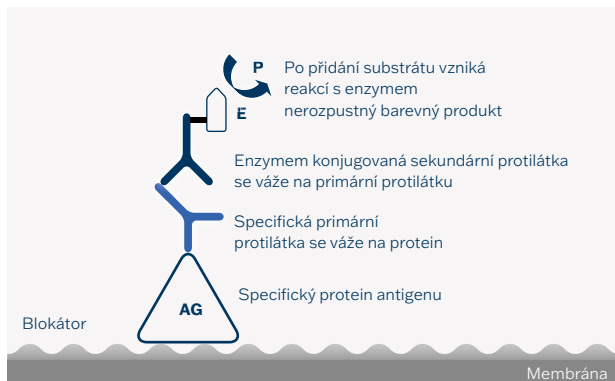 P
Po přidání substrátu vzniká
reakcí s enzymem
nerozpustný barevný produkt
E
Enzymem konjugovaná sekundární protilátka
se váže na primární protilátku
Specifická primární
protilátka se váže na protein
Specifický protein antigenu
AG
Blokátor
Membrána